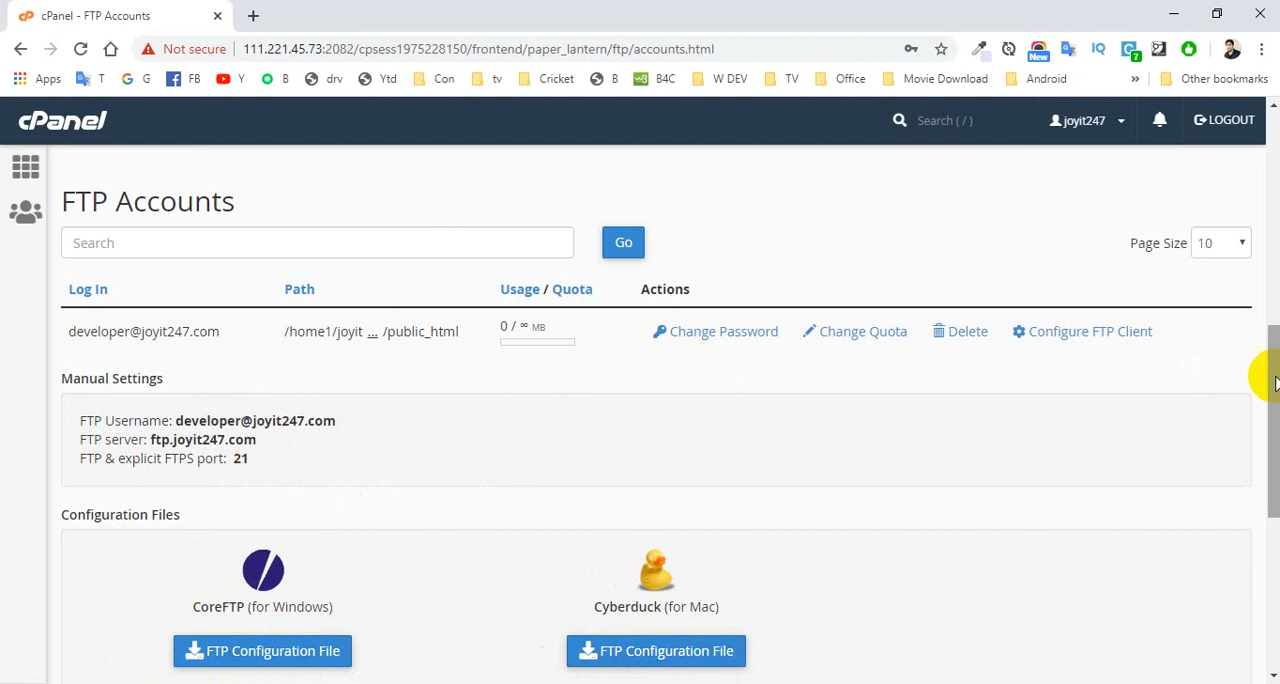 cPanel - FTP Accounts
Not secure | 111.221.45.73:2082/cpsess1975228150/frontend/paper_lantern/ftp/accounts.html
New
7
Apps T G FB Y B drv Ytd Con tv Cricket B B4C W DEV TV Office Movie Download Android » Other bookmarks
cPanel Search ( / ) joyit247 LOGOUT
FTP Accounts
Search Go Page Size 10
Log In Path Usage / Quota Actions
developer@joyit247.com /home1/joyit ... /public_html 0 / ∞ MB Change Password Change Quota Delete Configure FTP Client
Manual Settings
FTP Username: developer@joyit247.com
FTP server: ftp.joyit247.com
FTP & explicit FTPS port: 21
Configuration Files
CoreFTP (for Windows) Cyberduck (for Mac)
FTP Configuration File FTP Configuration File